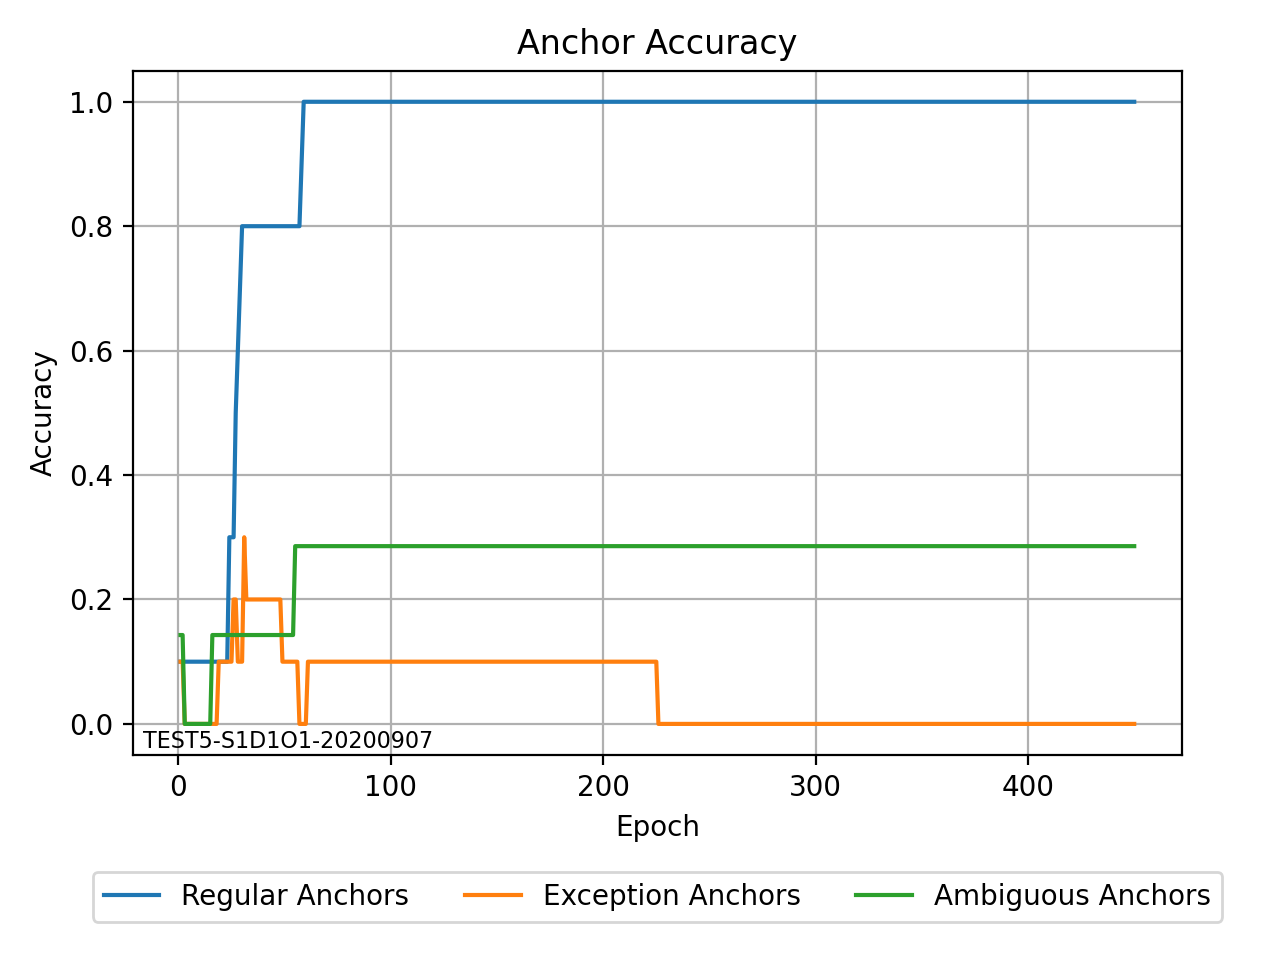 Anchor Accuracy
1.0
0.8
0.6
0.4
0.2
0.0
Accuracy
TEST5-S1D1O1-20200907
0 100 200 300 400
Epoch
Regular Anchors Exception Anchors Ambiguous Anchors